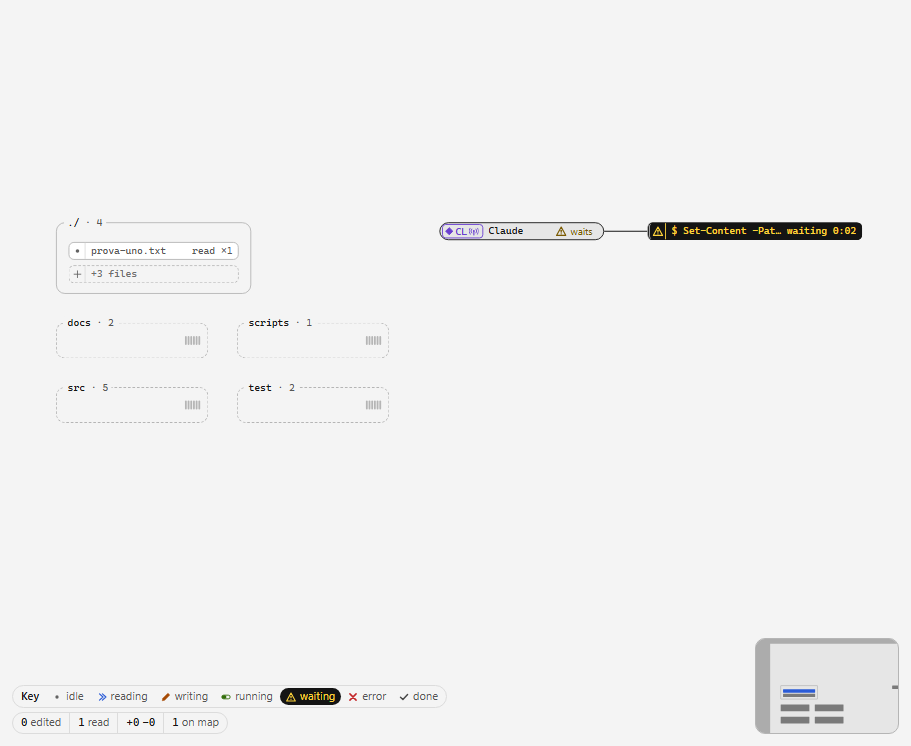 ./ · 4
prova-uno.txt read ×1
+3 files
CL Claude waits
$ Set-Content -Pat… waiting 0:02
docs · 2
scripts · 1
src · 5
test · 2
Key idle reading writing running waiting error done
0 edited 1 read +0 −0 1 on map